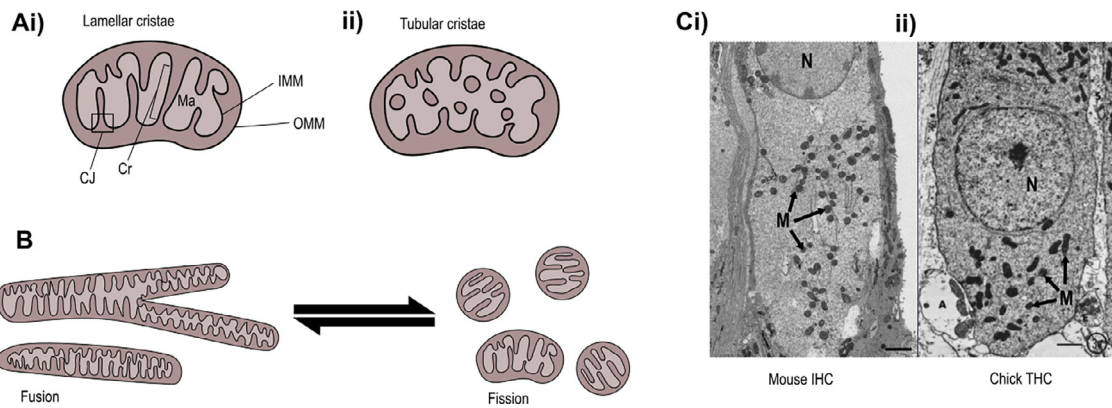 Ai)
Lamellar cristae
Ma
IMM
OMM
CJ
Cr
ii)
Tubular cristae
B
Fusion
Fission
Ci)
N
M
Mouse IHC
ii)
N
M
A
Chick THC